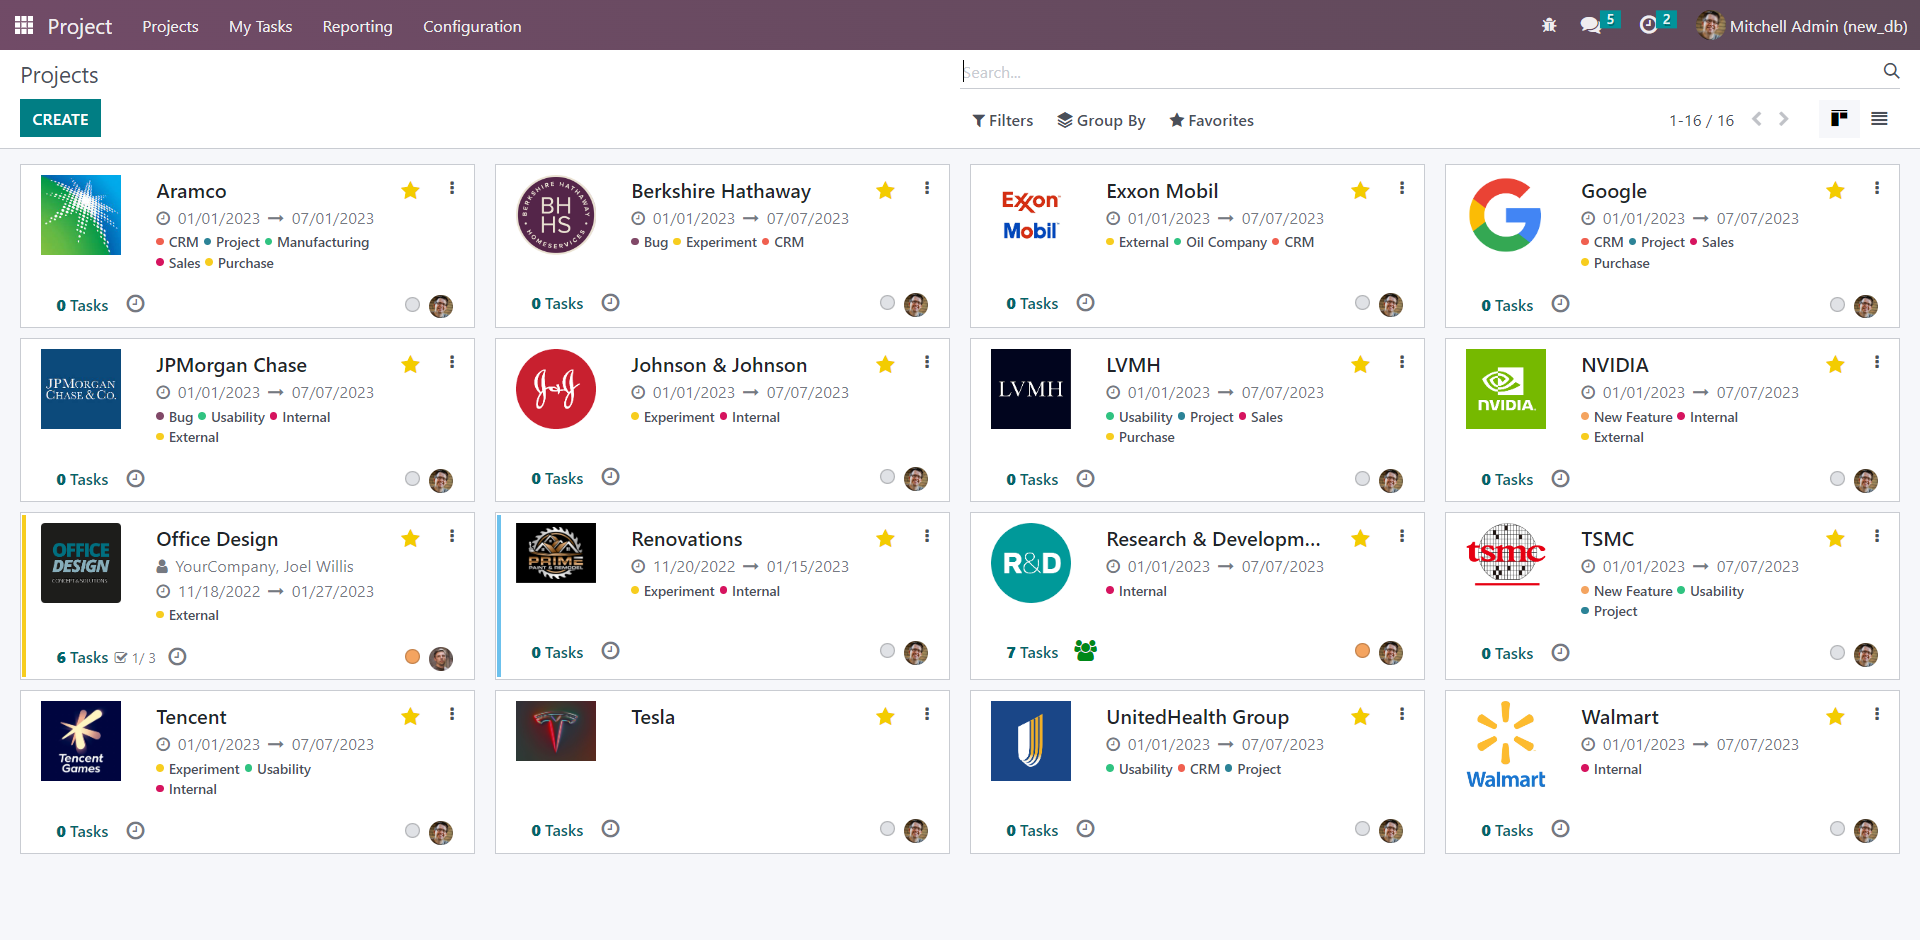 Project Projects My Tasks Reporting Configuration 5 2 Mitchell Admin (new_db)
Projects Search...
CREATE Filters Group By Favorites 1-16 / 16
Aramco
01/01/2023 → 07/01/2023
CRM Project Manufacturing
Sales Purchase
0 Tasks
BERKSHIRE HATHAWAY
BH
HS
HOMESERVICES
Berkshire Hathaway
01/01/2023 → 07/07/2023
Bug Experiment CRM
0 Tasks
Exxon
Mobil
Exxon Mobil
01/01/2023 → 07/07/2023
External Oil Company CRM
0 Tasks
G
Google
01/01/2023 → 07/07/2023
CRM Project Sales
Purchase
0 Tasks
JPMORGAN
CHASE & CO.
JPMorgan Chase
01/01/2023 → 07/07/2023
Bug Usability Internal
External
0 Tasks
J&J
Johnson & Johnson
01/01/2023 → 07/07/2023
Experiment Internal
0 Tasks
LVMH
LVMH
01/01/2023 → 07/07/2023
Usability Project Sales
Purchase
0 Tasks
NVIDIA.
NVIDIA
01/01/2023 → 07/07/2023
New Feature Internal
External
0 Tasks
OFFICE
DESIGN
Office Design
YourCompany, Joel Willis
11/18/2022 → 01/27/2023
External
6 Tasks 1/ 3
PRIME
PAINT & REMODEL
Renovations
11/20/2022 → 01/15/2023
Experiment Internal
0 Tasks
R&D
Research & Developm...
01/01/2023 → 07/07/2023
Internal
7 Tasks
tsmc
TSMC
01/01/2023 → 07/07/2023
New Feature Usability
Project
0 Tasks
Tencent
Games
Tencent
01/01/2023 → 07/07/2023
Experiment Usability
Internal
0 Tasks
Tesla
0 Tasks
UnitedHealth Group
01/01/2023 → 07/07/2023
Usability CRM Project
0 Tasks
Walmart
Walmart
01/01/2023 → 07/07/2023
Internal
0 Tasks